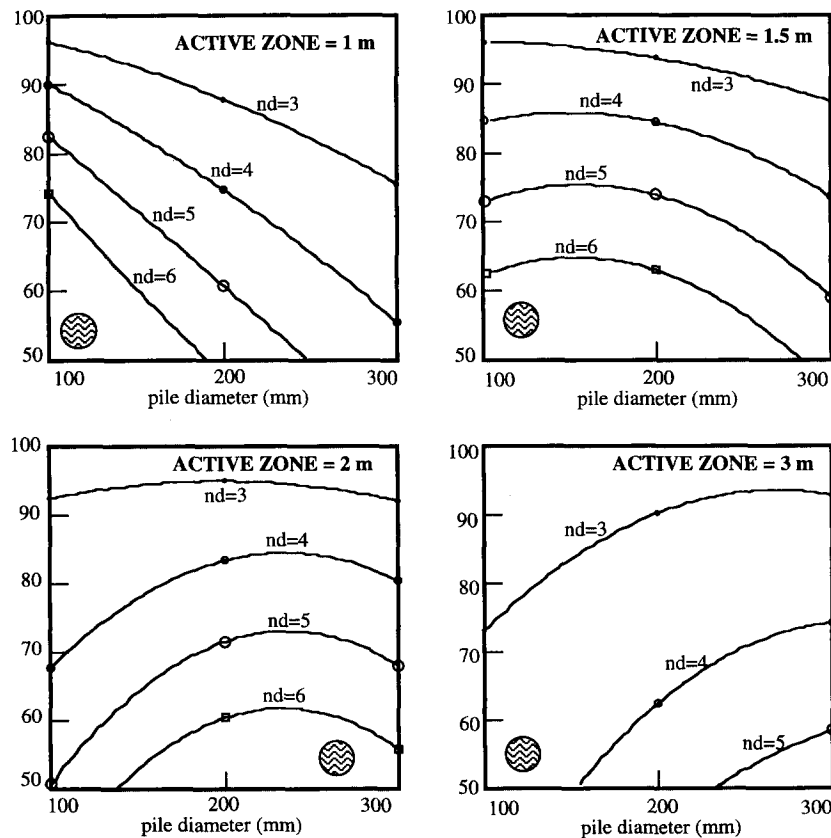 100
ACTIVE ZONE = 1 m
90
nd=3
80
nd=4
70
nd=5
60
nd=6
50
100 200 300
pile diameter (mm)
100
ACTIVE ZONE = 1.5 m
90
nd=3
nd=4
80
nd=5
70
nd=6
60
50
100 200 300
pile diameter (mm)
100
ACTIVE ZONE = 2 m
90
nd=3
nd=4
80
70
nd=5
60
nd=6
50
100 200 300
pile diameter (mm)
100
ACTIVE ZONE = 3 m
90
nd=3
80
70
nd=4
60
nd=5
50
100 200 300
pile diameter (mm)